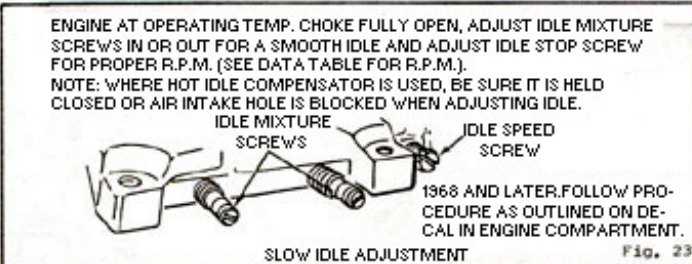 ENGINE AT OPERATING TEMP. CHOKE FULLY OPEN, ADJUST IDLE MIXTURE
SCREWS IN OR OUT FOR A SMOOTH IDLE AND ADJUST IDLE STOP SCREW
FOR PROPER R.P.M. (SEE DATA TABLE FOR R.P.M.).
NOTE: WHERE HOT IDLE COMPENSATOR IS USED, BE SURE IT IS HELD
CLOSED OR AIR INTAKE HOLE IS BLOCKED WHEN ADJUSTING IDLE.
IDLE MIXTURE
SCREWS
IDLE SPEED
SCREW
1968 AND LATER.FOLLOW PRO-
CEDURE AS OUTLINED ON DE-
CAL IN ENGINE COMPARTMENT.
SLOW IDLE ADJUSTMENT
Fig. 23